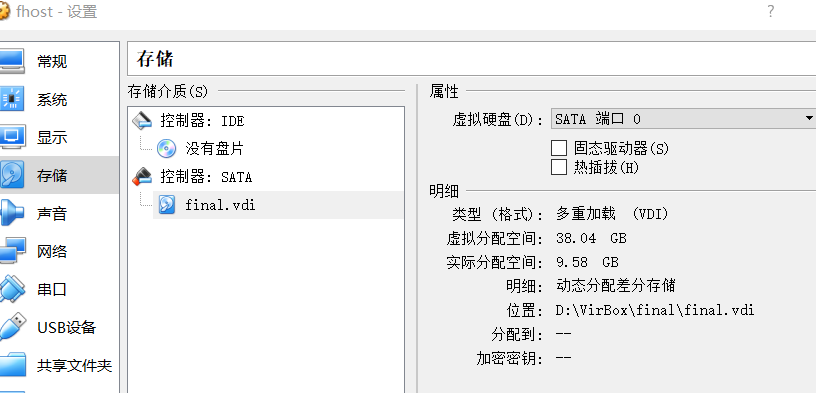 fhost - 设置
?
常规
系统
显示
存储
声音
网络
串口
USB设备
共享文件夹
存储
存储介质(S)
控制器: IDE
没有盘片
控制器: SATA
final.vdi
属性
虚拟硬盘(D): SATA 端口 0
固态驱动器(S)
热插拔(H)
明细
类型 (格式): 多重加载 (VDI)
虚拟分配空间: 38.04 GB
实际分配空间: 9.58 GB
明细: 动态分配差分存储
位置: D:\VirBox\final\final.vdi
分配到: --
加密密钥: --